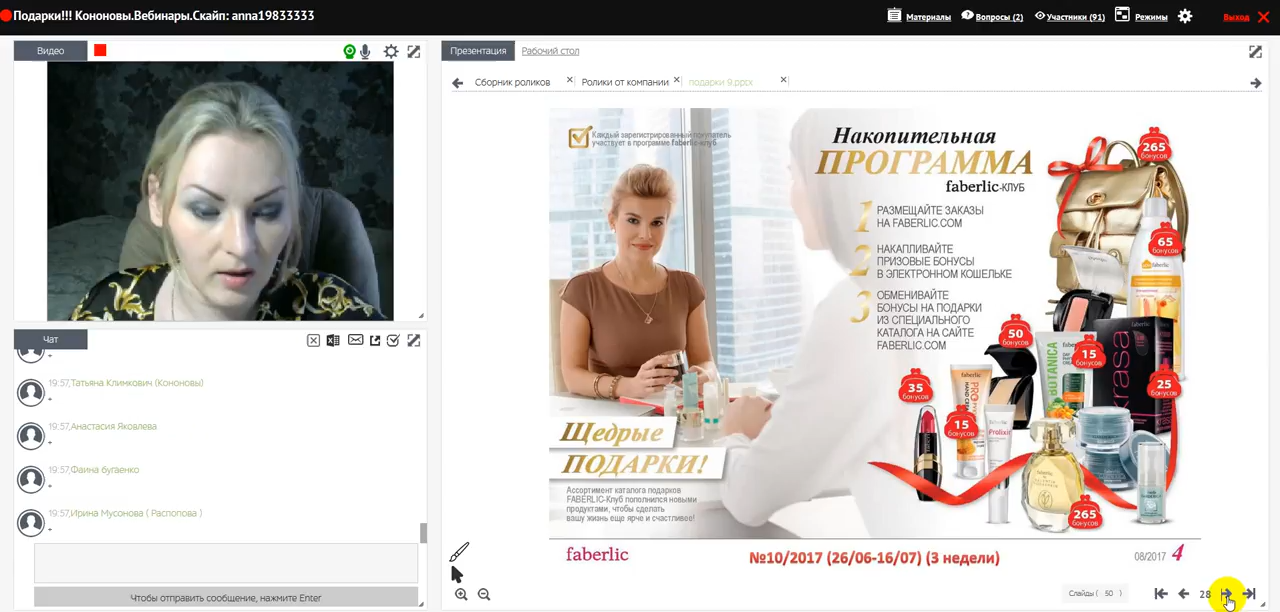 Подарки!!! Кононовы.Вебинары.Скайп: anna19833333
Материалы
Вопросы (2)
Участники (91)
Режимы
Выход
Видео
Презентация
Рабочий стол
Сборник роликов
Ролики от компании
подарки 9.ppsx
Каждый зарегистрированный покупатель
участвует в программе faberlic-клуб
Накопительная
ПРОГРАММА
faberlic-КЛУБ
1 РАЗМЕЩАЙТЕ ЗАКАЗЫ
НА FABERLIC.COM
2 НАКАПЛИВАЙТЕ
ПРИЗОВЫЕ БОНУСЫ
В ЭЛЕКТРОННОМ КОШЕЛЬКЕ
3 ОБМЕНИВАЙТЕ
БОНУСЫ НА ПОДАРКИ
ИЗ СПЕЦИАЛЬНОГО
КАТАЛОГА НА САЙТЕ
FABERLIC.COM
265
бонусов
65
бонусов
50
бонусов
15
бонусов
35
бонусов
25
бонусов
15
бонусов
265
бонусов
faberlic
BOTANICA
krasa
faberlic
Prolixir
Щедрые
ПОДАРКИ!
Ассортимент каталога подарков
FABERLIC-Клуб пополнился новыми
продуктами, чтобы сделать
вашу жизнь еще ярче и счастливее!
faberlic
№10/2017 (26/06-16/07) (3 недели)
08/2017 4
Слайды ( 50 )
28
Чат
+
19:57,Татьяна Климкович (Кононовы)
+
19:57,Анастасия Яковлева
+
19:57,Фаина бугаенко
+
19:57,Ирина Мусонова ( Распопова )
+
Чтобы отправить сообщение, нажмите Enter